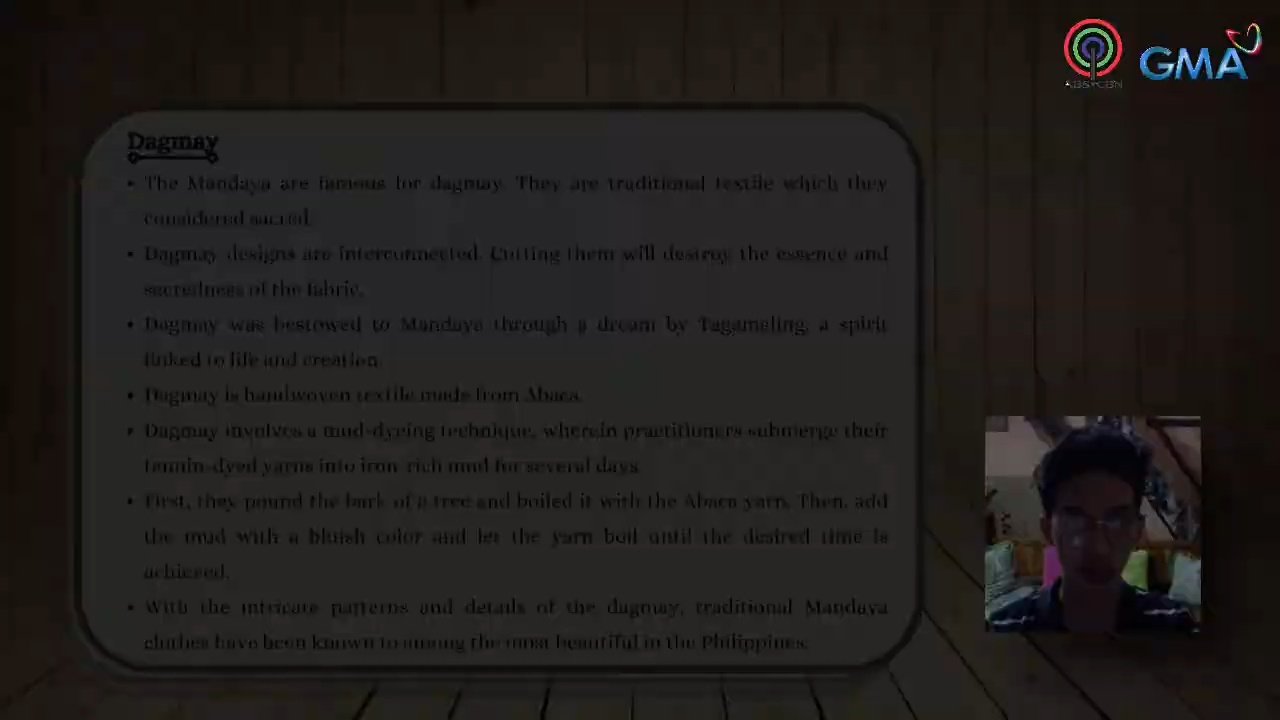 ABS-CBN
GMA
Dagmay
• The Mandaya are famous for dagmay. They are traditional textile which they
considered sacred.
• Dagmay designs are interconnected. Cutting them will destroy the essence and
sacredness of the fabric.
• Dagmay was bestowed to Mandaya through a dream by Tagamaling, a spirit
linked to life and creation.
• Dagmay is handwoven textile made from Abaca.
• Dagmay involves a mud-dyeing technique, wherein practitioners submerge their
tannin-dyed yarns into iron-rich mud for several days.
• First, they pound the bark of a tree and boiled it with the Abaca yarn. Then, add
the mud with a bluish color and let the yarn boil until the desired time is
achieved.
• With the intricate patterns and details of the dagmay, traditional Mandaya
clothes have been known to among the most beautiful in the Philippines.